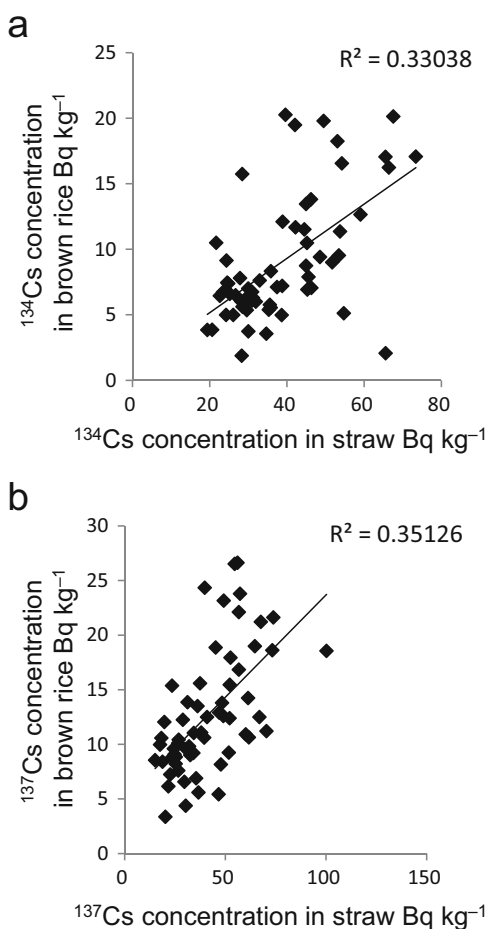 a
R² = 0.33038
25
20
15
10
5
0
0
20
40
60
80
¹³⁴Cs concentration
in brown rice Bq kg⁻¹
¹³⁴Cs concentration in straw Bq kg⁻¹
b
R² = 0.35126
30
25
20
15
10
5
0
0
50
100
150
¹³⁷Cs concentration
in brown rice Bq kg⁻¹
¹³⁷Cs concentration in straw Bq kg⁻¹